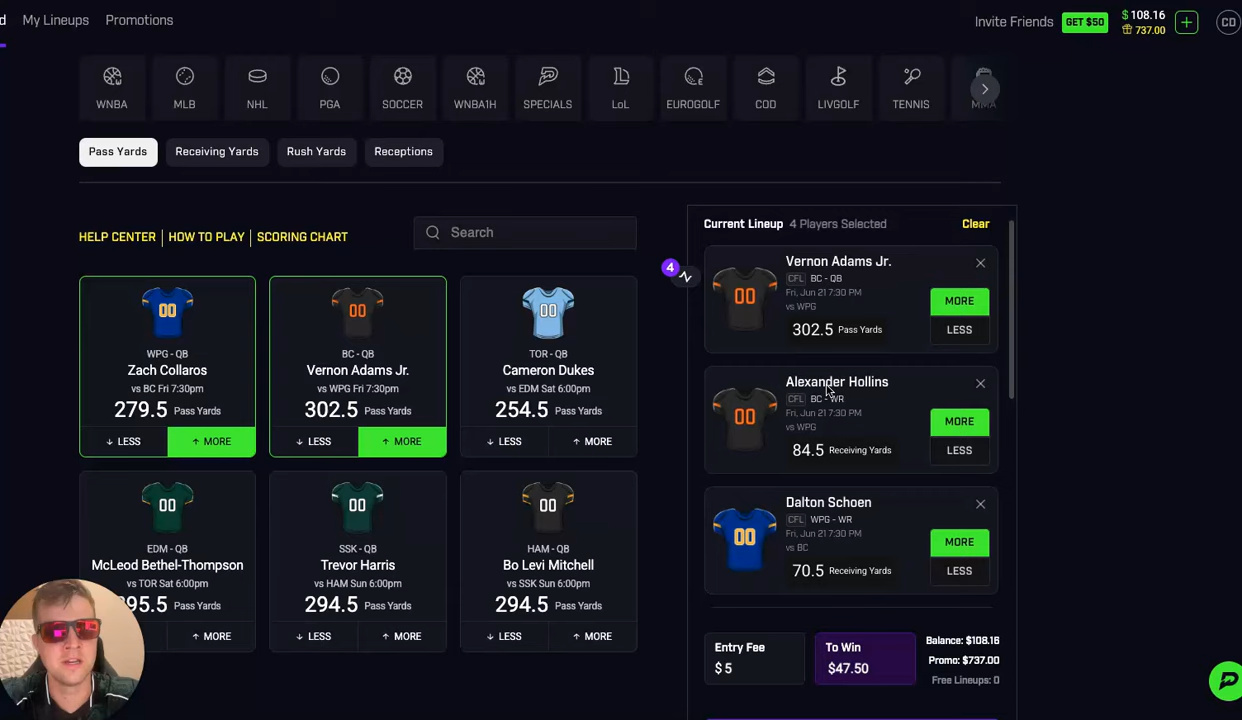 d My Lineups Promotions Invite Friends GET $50 $ 108.16 737.00 CD
WNBA MLB NHL PGA SOCCER WNBA1H SPECIALS LoL EUROGOLF COD LIVGOLF TENNIS MMA
Pass Yards Receiving Yards Rush Yards Receptions
HELP CENTER HOW TO PLAY SCORING CHART
Search
00
WPG - QB
Zach Collaros
vs BC Fri 7:30pm
279.5 Pass Yards
↓ LESS ↑ MORE
00
BC - QB
Vernon Adams Jr.
vs WPG Fri 7:30pm
302.5 Pass Yards
↓ LESS ↑ MORE
00
TOR - QB
Cameron Dukes
vs EDM Sat 6:00pm
254.5 Pass Yards
↓ LESS ↑ MORE
00
EDM - QB
McLeod Bethel-Thompson
vs TOR Sat 6:00pm
95.5 Pass Yards
↑ MORE
00
SSK - QB
Trevor Harris
vs HAM Sun 6:00pm
294.5 Pass Yards
↓ LESS ↑ MORE
00
HAM - QB
Bo Levi Mitchell
vs SSK Sun 6:00pm
294.5 Pass Yards
↓ LESS ↑ MORE
4
Current Lineup 4 Players Selected Clear
00
Vernon Adams Jr.
CFL BC - QB
Fri, Jun 21 7:30 PM
vs WPG
302.5 Pass Yards
MORE
LESS
00
Alexander Hollins
CFL BC - WR
Fri, Jun 21 7:30 PM
vs WPG
84.5 Receiving Yards
MORE
LESS
00
Dalton Schoen
CFL WPG - WR
Fri, Jun 21 7:30 PM
vs BC
70.5 Receiving Yards
MORE
LESS
Entry Fee
$ 5
To Win
$47.50
Balance: $108.16
Promo: $737.00
Free Lineups: 0